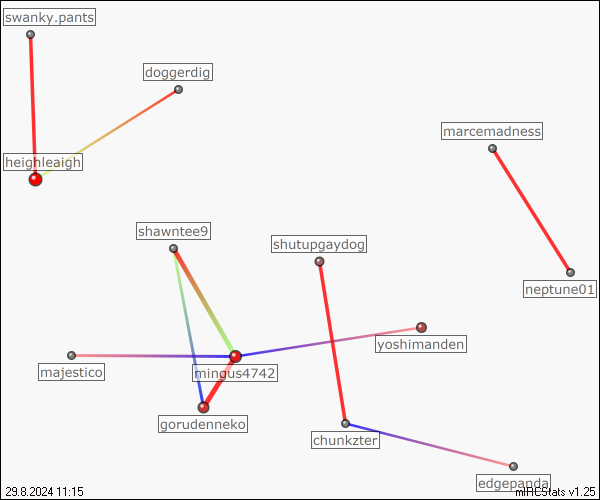 swanky.pants
doggerdig
marcemadness
heighleaigh
shawntee9
shutupgaydog
neptune01
yoshimanden
majestico
mingus4742
gorudenneko
chunkzter
edgepanda
29.8.2024 11:15
mIHCStats v1.25